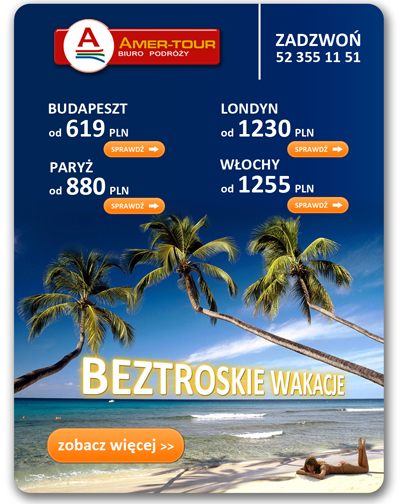 A
AMER-TOUR
BIURO PODRÓŻY
ZADZWOŃ
52 355 11 51
BUDAPESZT
od 619 PLN
SPRAWDŹ
LONDYN
od 1230 PLN
SPRAWDŹ
PARYŻ
od 880 PLN
SPRAWDŹ
WŁOCHY
od 1255 PLN
SPRAWDŹ
BEZTROSKIE WAKACJE
zobacz więcej >>